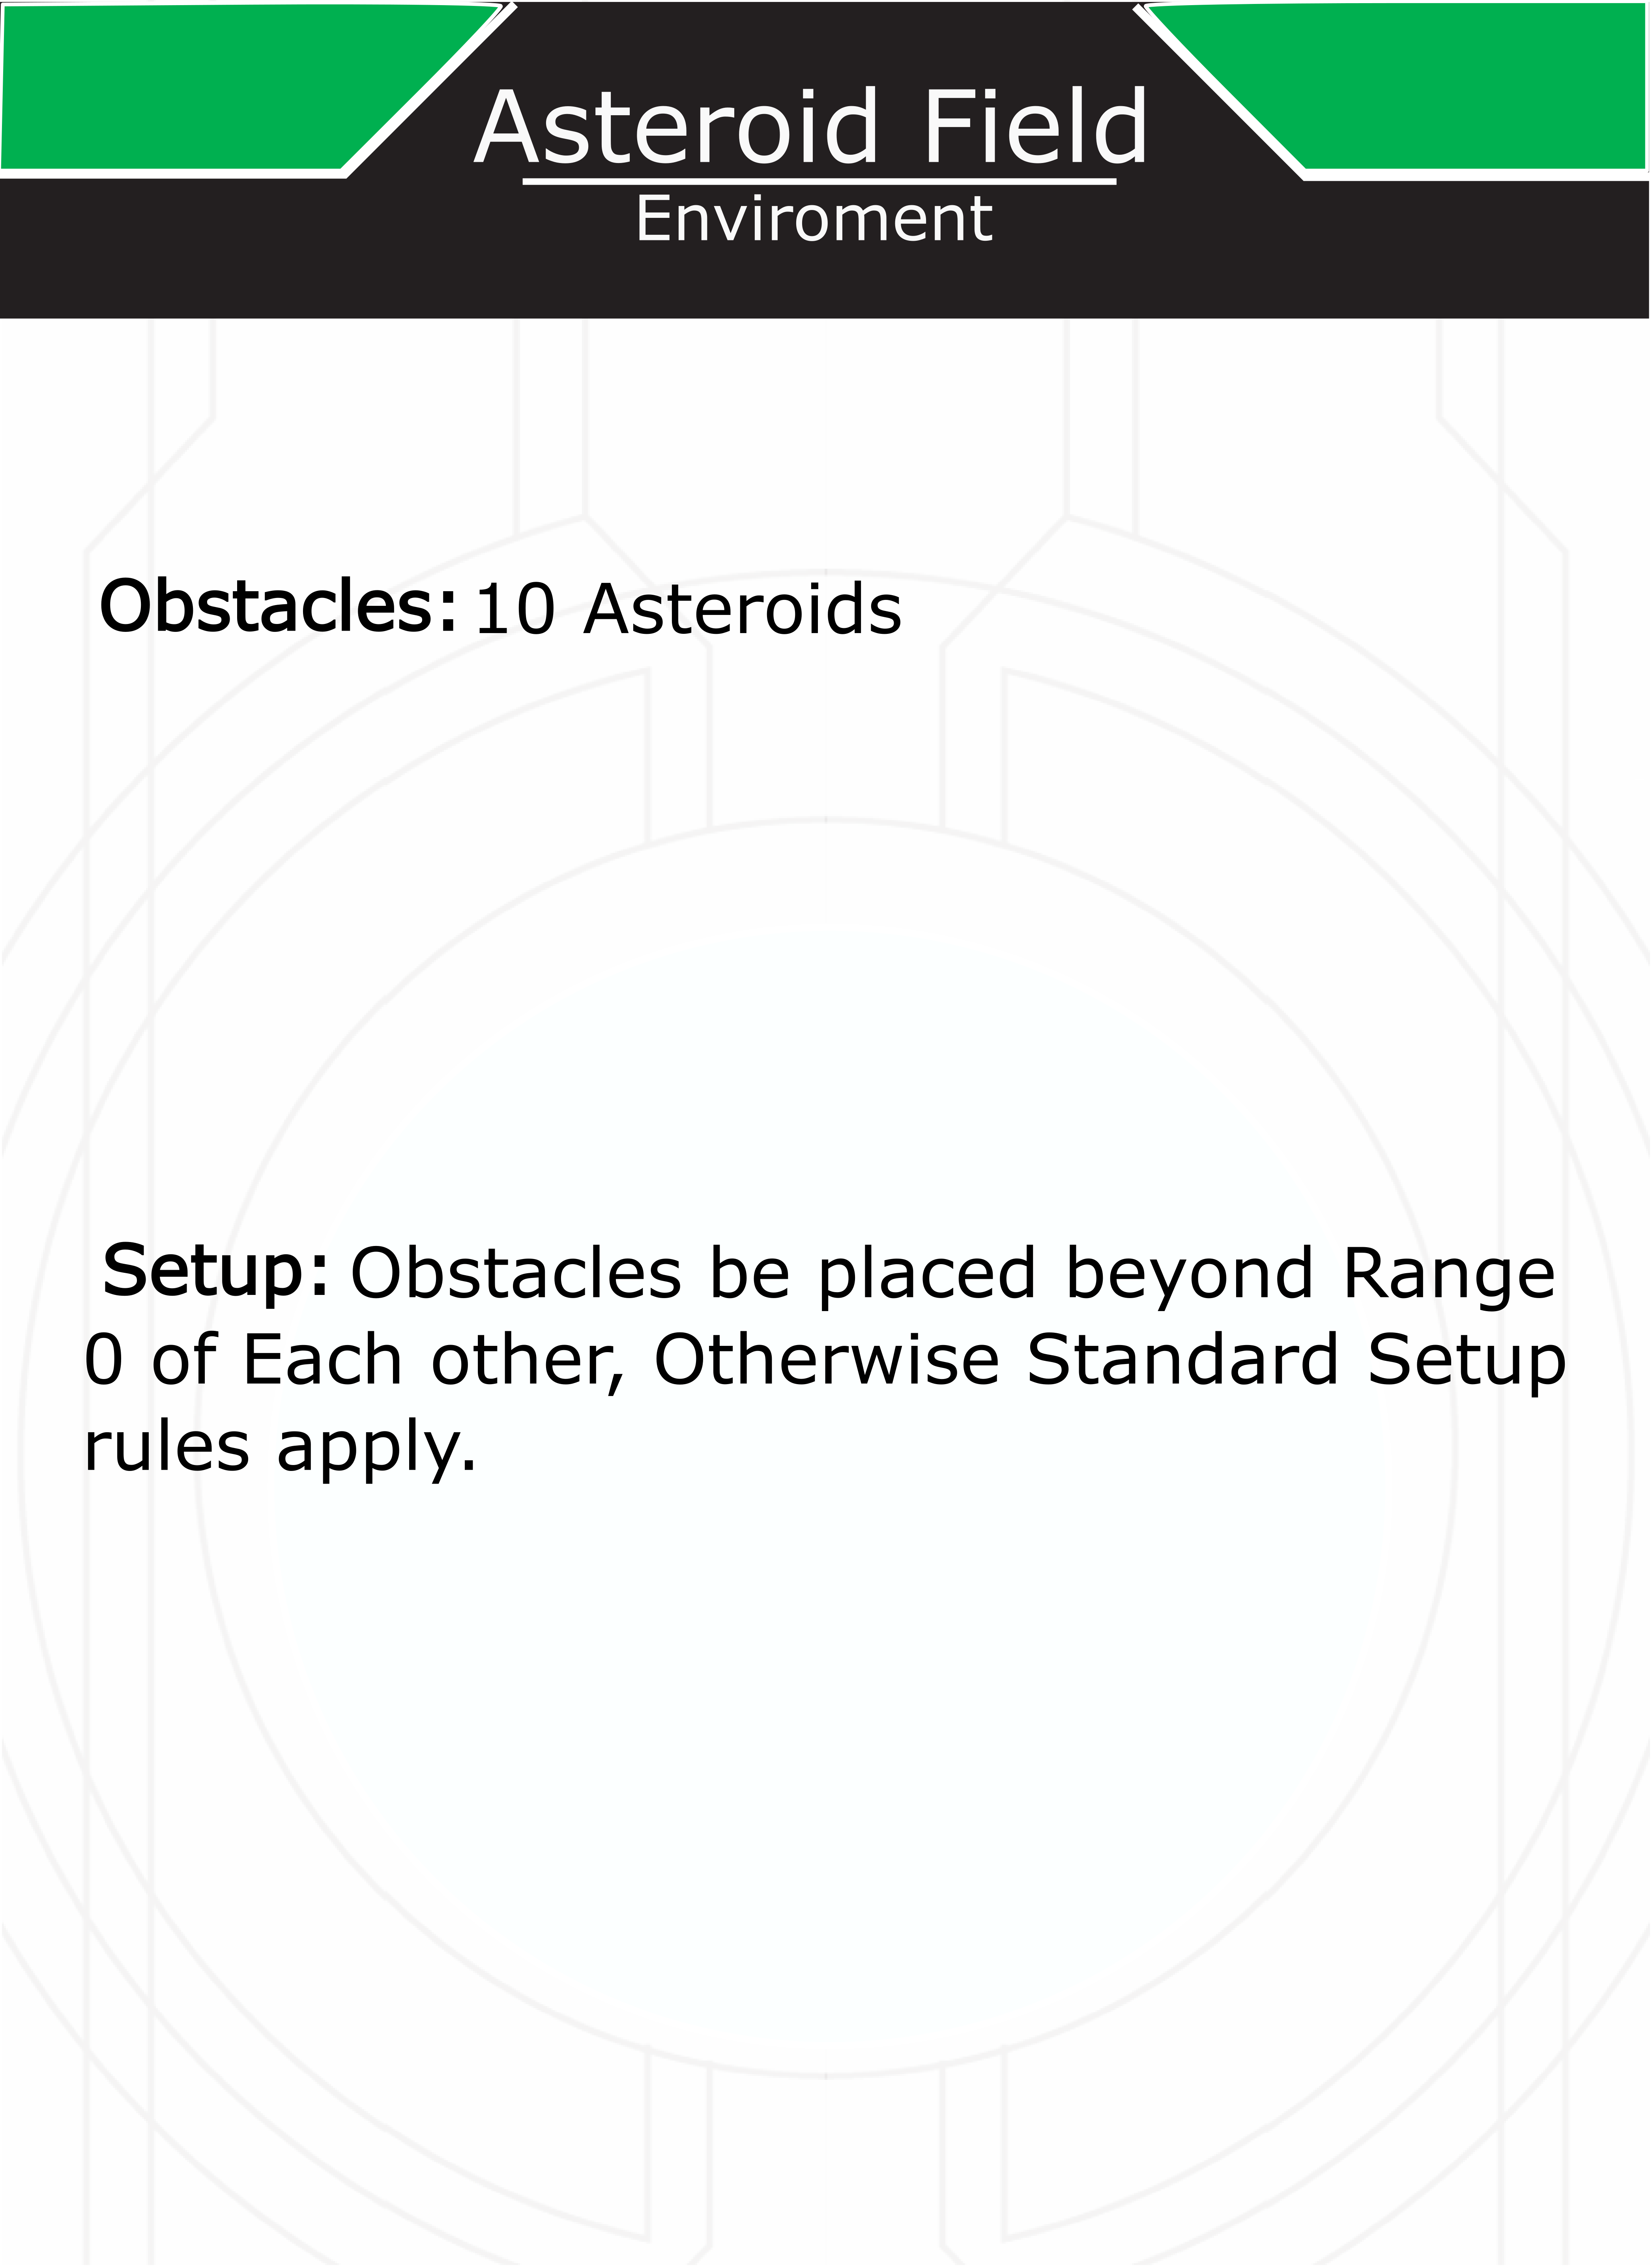 Asteroid Field
Enviroment
Obstacles: 10 Asteroids
Setup: Obstacles be placed beyond Range
0 of Each other, Otherwise Standard Setup
rules apply.